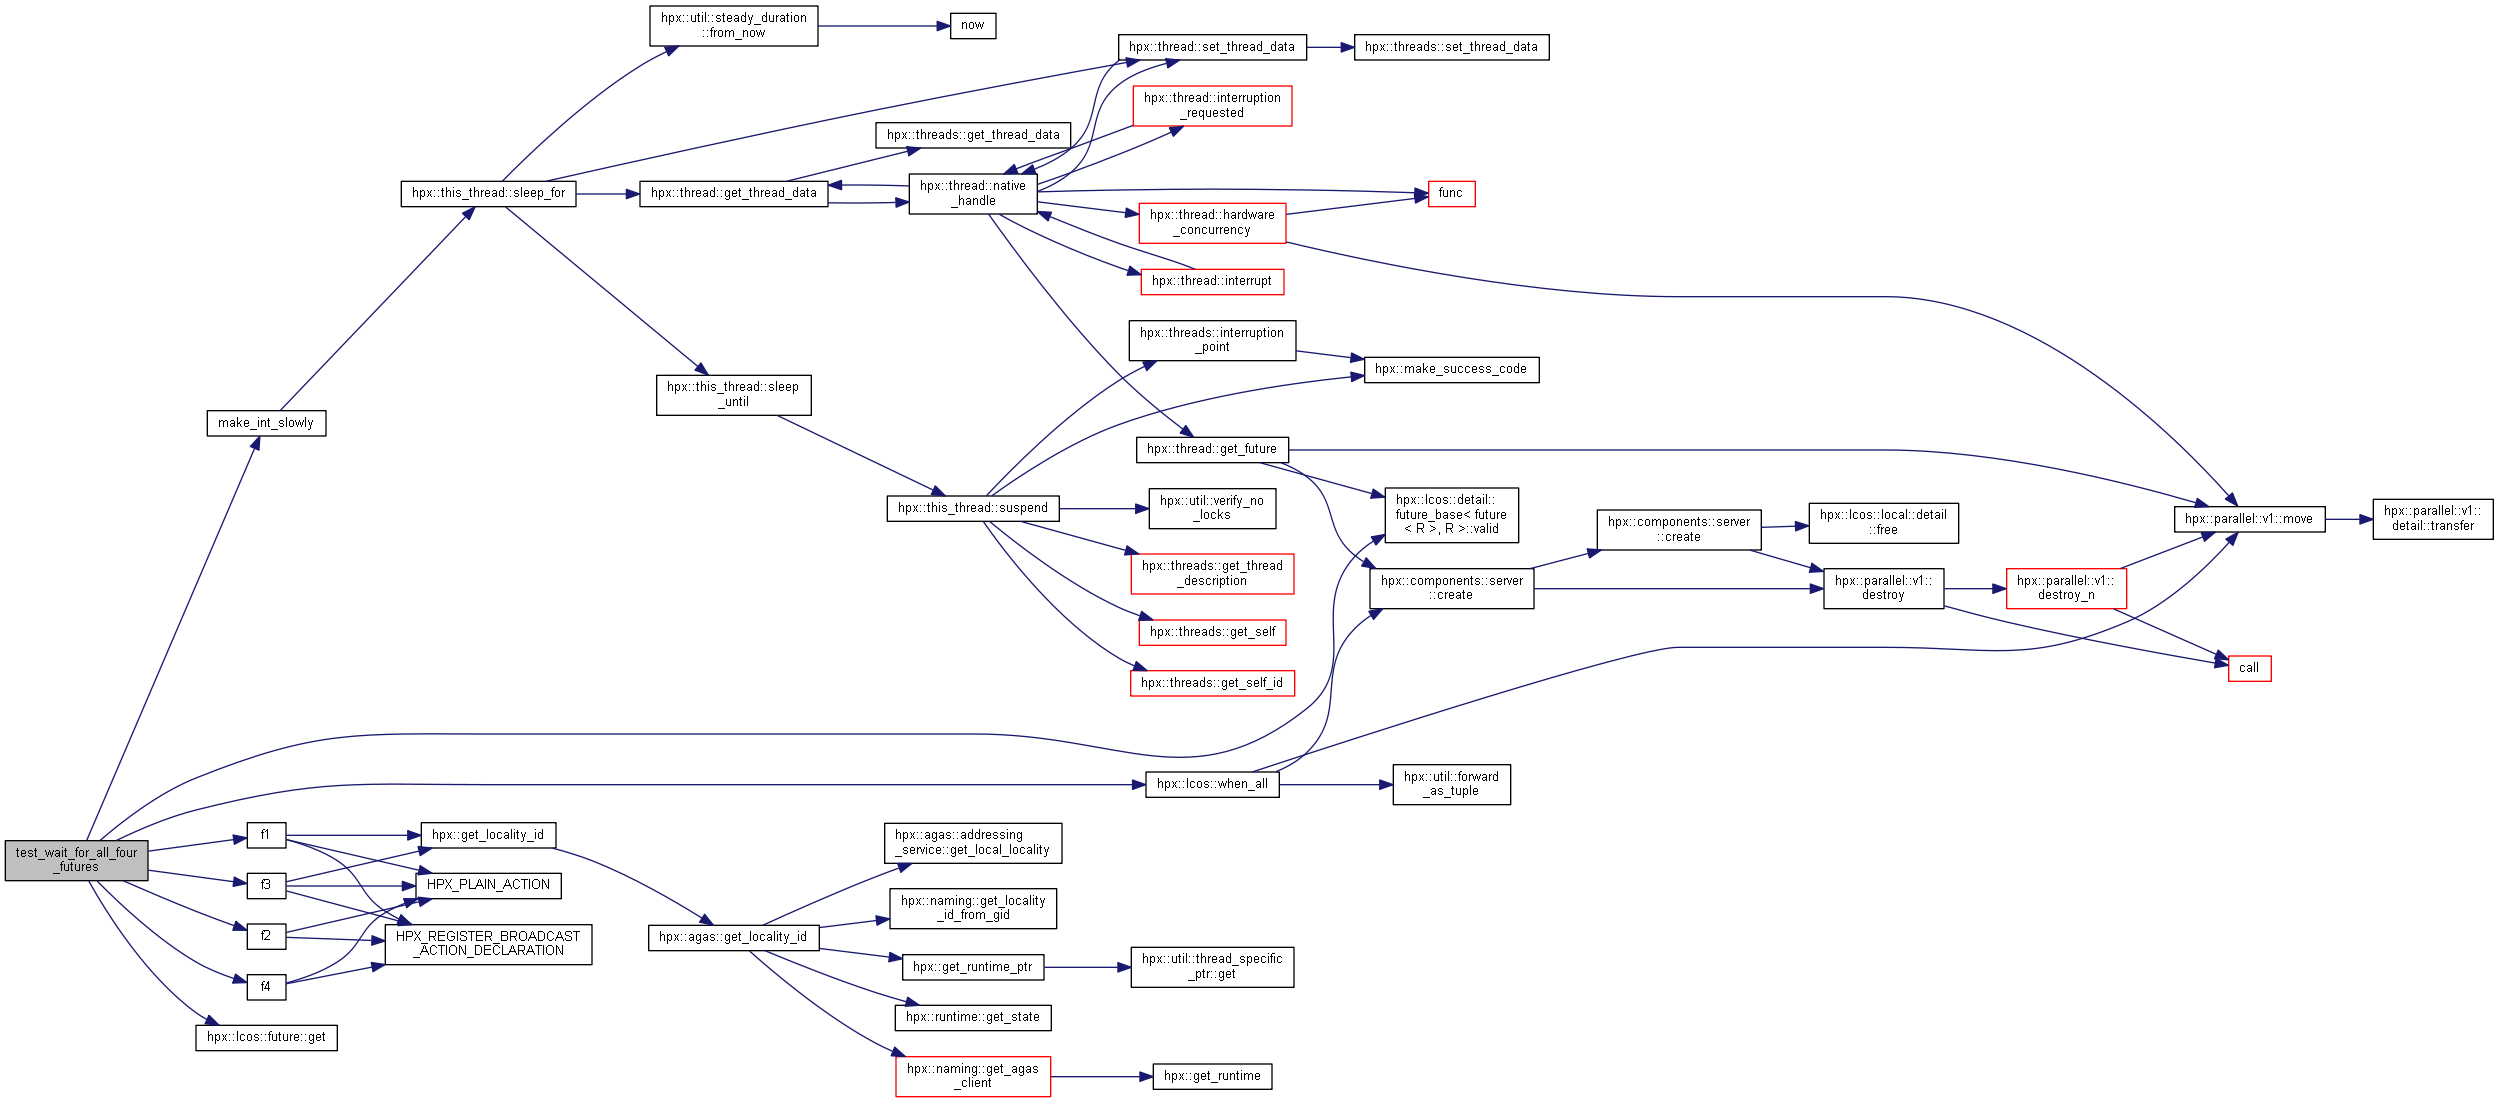 test_wait_for_all_four
_futures
make_int_slowly
f1
f3
f2
f4
hpx::lcos::future::get
hpx::this_thread::sleep_for
hpx::get_locality_id
HPX_PLAIN_ACTION
HPX_REGISTER_BROADCAST
_ACTION_DECLARATION
hpx::util::steady_duration
::from_now
hpx::thread::get_thread_data
hpx::this_thread::sleep
_until
hpx::agas::get_locality_id
now
hpx::threads::get_thread_data
hpx::thread::native
_handle
hpx::this_thread::suspend
hpx::agas::addressing
_service::get_local_locality
hpx::naming::get_locality
_id_from_gid
hpx::get_runtime_ptr
hpx::runtime::get_state
hpx::naming::get_agas
_client
hpx::thread::set_thread_data
hpx::thread::interruption
_requested
hpx::thread::hardware
_concurrency
hpx::thread::interrupt
hpx::threads::interruption
_point
hpx::thread::get_future
hpx::util::verify_no
_locks
hpx::threads::get_thread
_description
hpx::threads::get_self
hpx::threads::get_self_id
hpx::lcos::when_all
hpx::util::thread_specific
_ptr::get
hpx::get_runtime
hpx::threads::set_thread_data
func
hpx::make_success_code
hpx::lcos::detail::
future_base< future
< R >, R >::valid
hpx::components::server
::create
hpx::util::forward
_as_tuple
hpx::components::server
::create
hpx::lcos::local::detail
::free
hpx::parallel::v1::
destroy
hpx::parallel::v1::
destroy_n
hpx::parallel::v1::move
call
hpx::parallel::v1::
detail::transfer